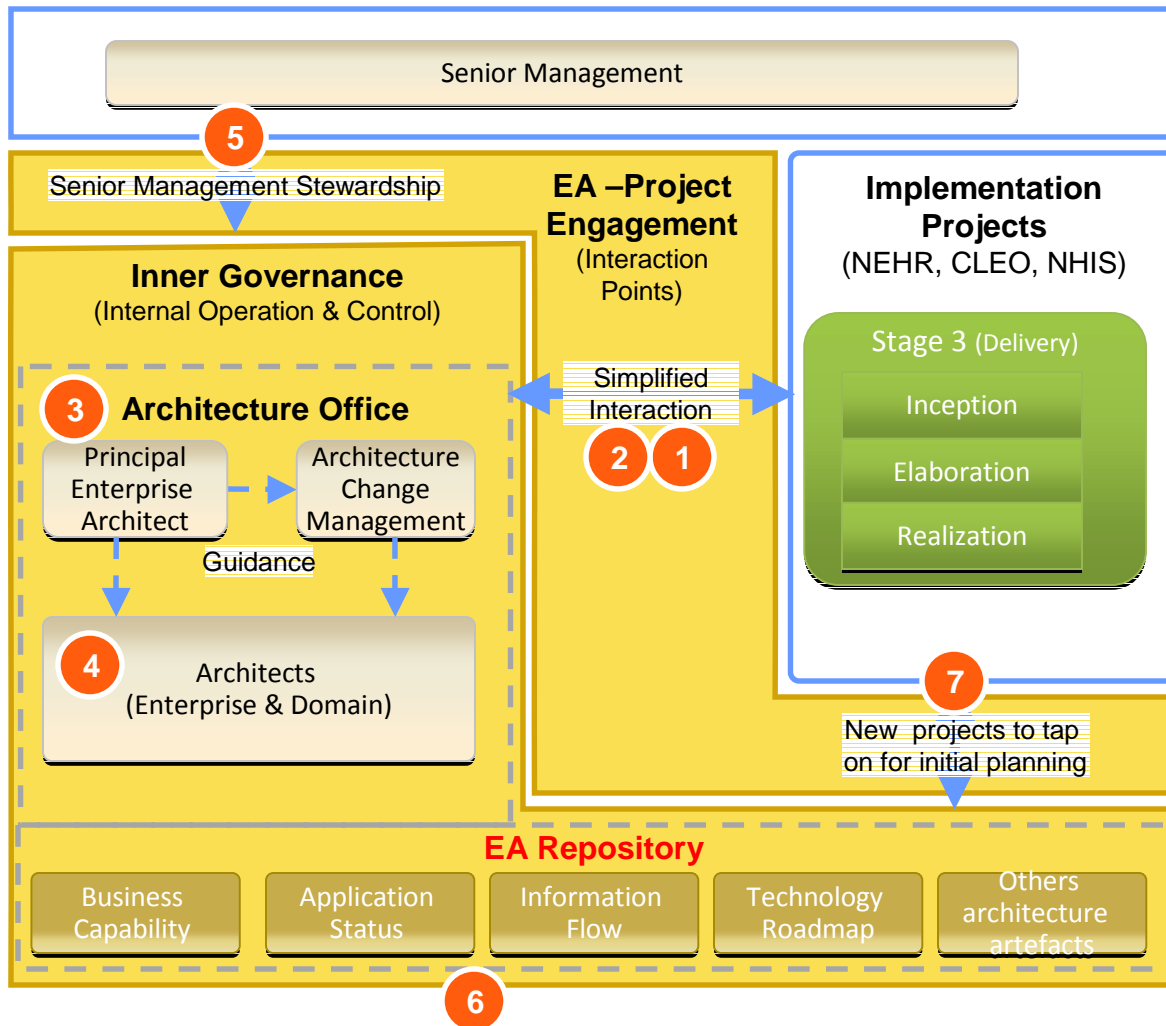 Senior Management
5
Senior Management Stewardship
EA –Project
Engagement
(Interaction
Points)
Implementation
Projects
(NEHR, CLEO, NHIS)
Inner Governance
(Internal Operation & Control)
Stage 3 (Delivery)
Inception
Elaboration
Realization
Simplified
Interaction
2
1
3
Architecture Office
Principal
Enterprise
Architect
Architecture
Change
Management
Guidance
4
Architects
(Enterprise & Domain)
7
New projects to tap
on for initial planning
EA Repository
Business
Capability
Application
Status
Information
Flow
Technology
Roadmap
Others
architecture
artefacts
6